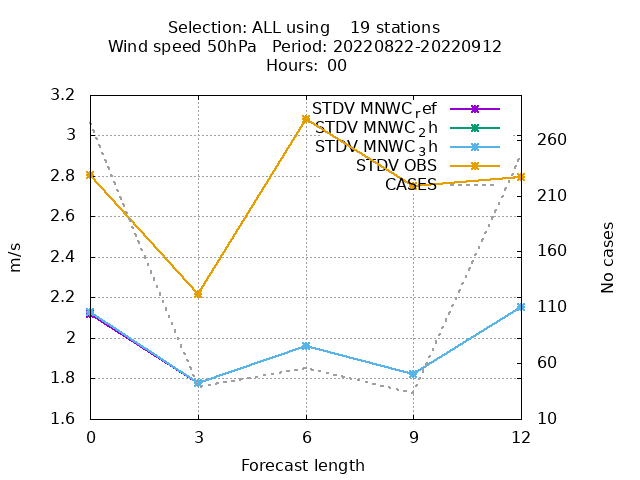 Selection: ALL using    19 stations
Wind speed 50hPa   Period: 20220822-20220912
Hours:  00
STDV MNWC_ref
STDV MNWC_2h
STDV MNWC_3h
STDV OBS
CASES
3.2
3
2.8
2.6
2.4
2.2
2
1.8
1.6
260
210
160
110
60
10
m/s
No cases
0 3 6 9 12
Forecast length